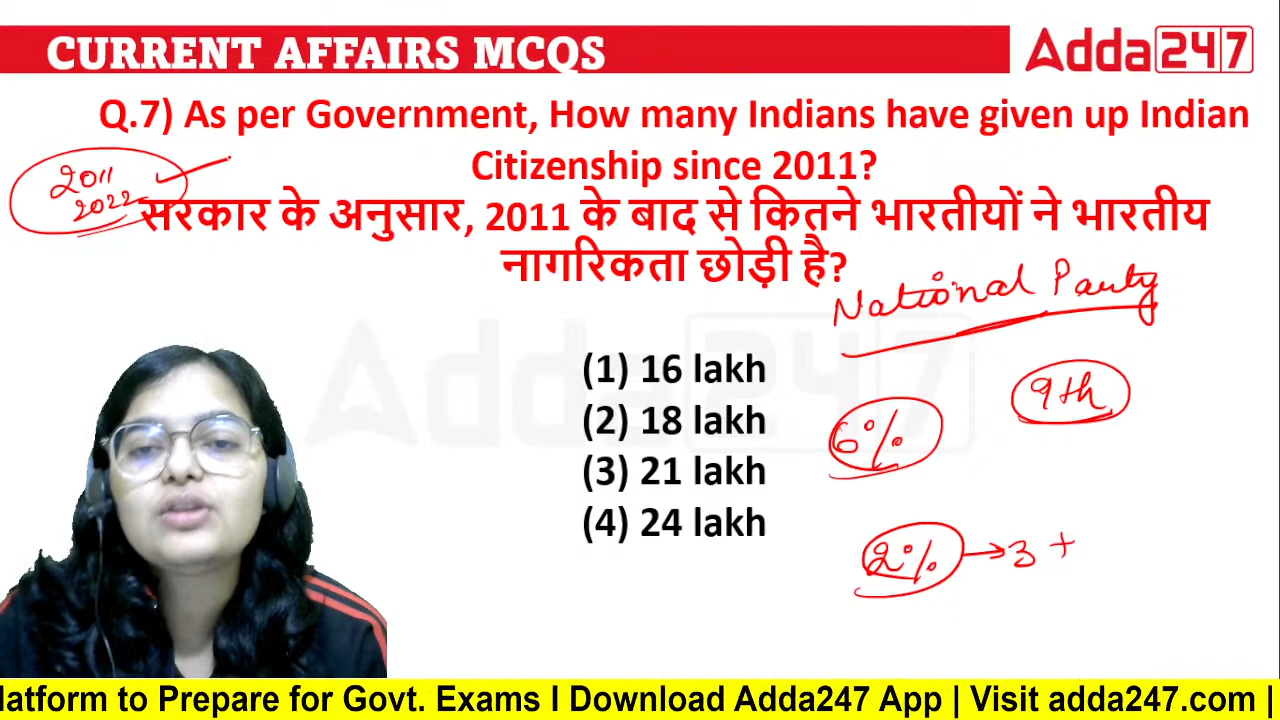 CURRENT AFFAIRS MCQS
Adda247
Q.7) As per Government, How many Indians have given up Indian
Citizenship since 2011?
2011
2022
सरकार के अनुसार, 2011 के बाद से कितने भारतीयों ने भारतीय
नागरिकता छोड़ी है?
National Party
(1) 16 lakh
(2) 18 lakh
(3) 21 lakh
(4) 24 lakh
9th
6%
2% → 3 +
Adda247
latform to Prepare for Govt. Exams I Download Adda247 App | Visit adda247.com |